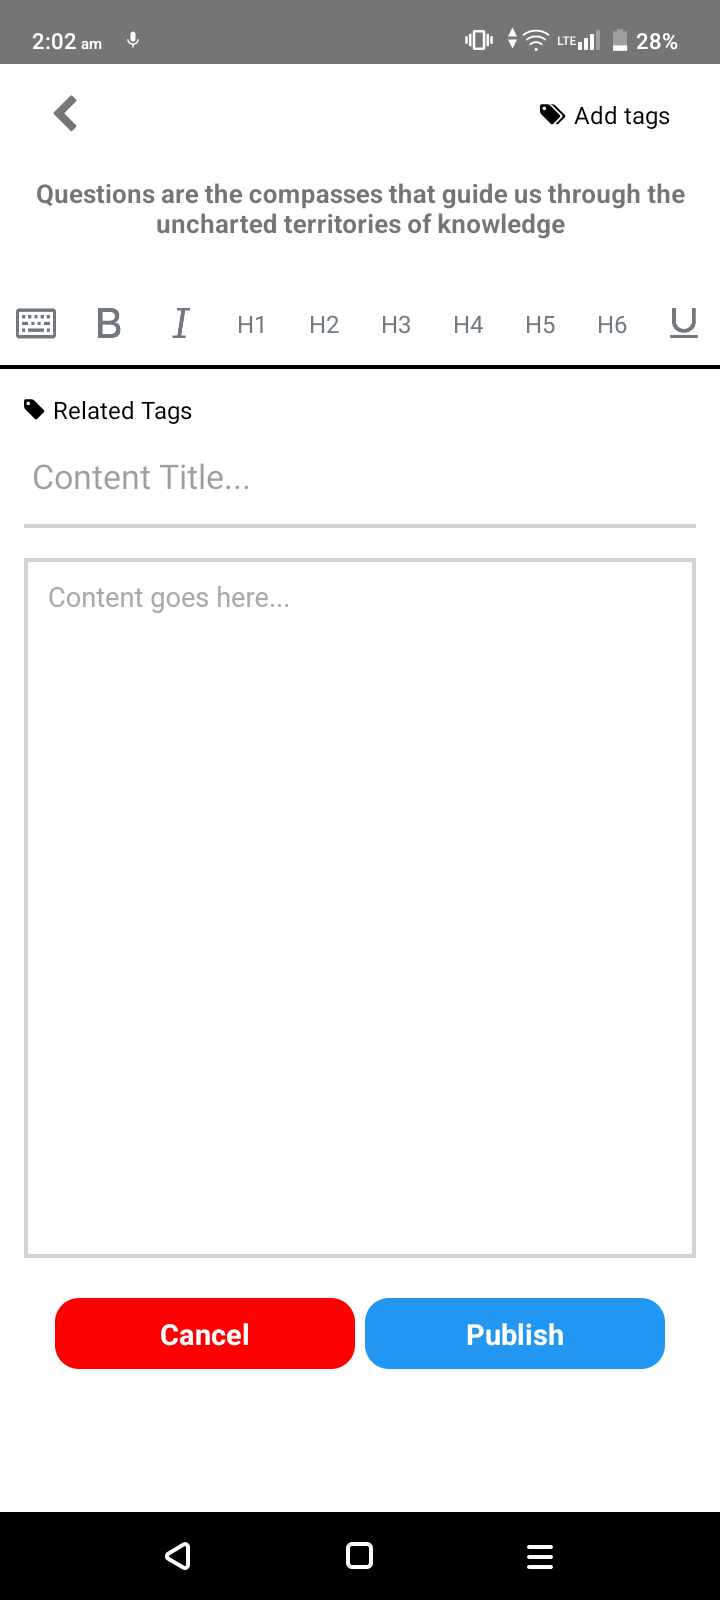 2:02 am
LTE
28%
Add tags
Questions are the compasses that guide us through the
uncharted territories of knowledge
B I H1 H2 H3 H4 H5 H6 U
Related Tags
Content Title...
Content goes here...
Cancel
Publish